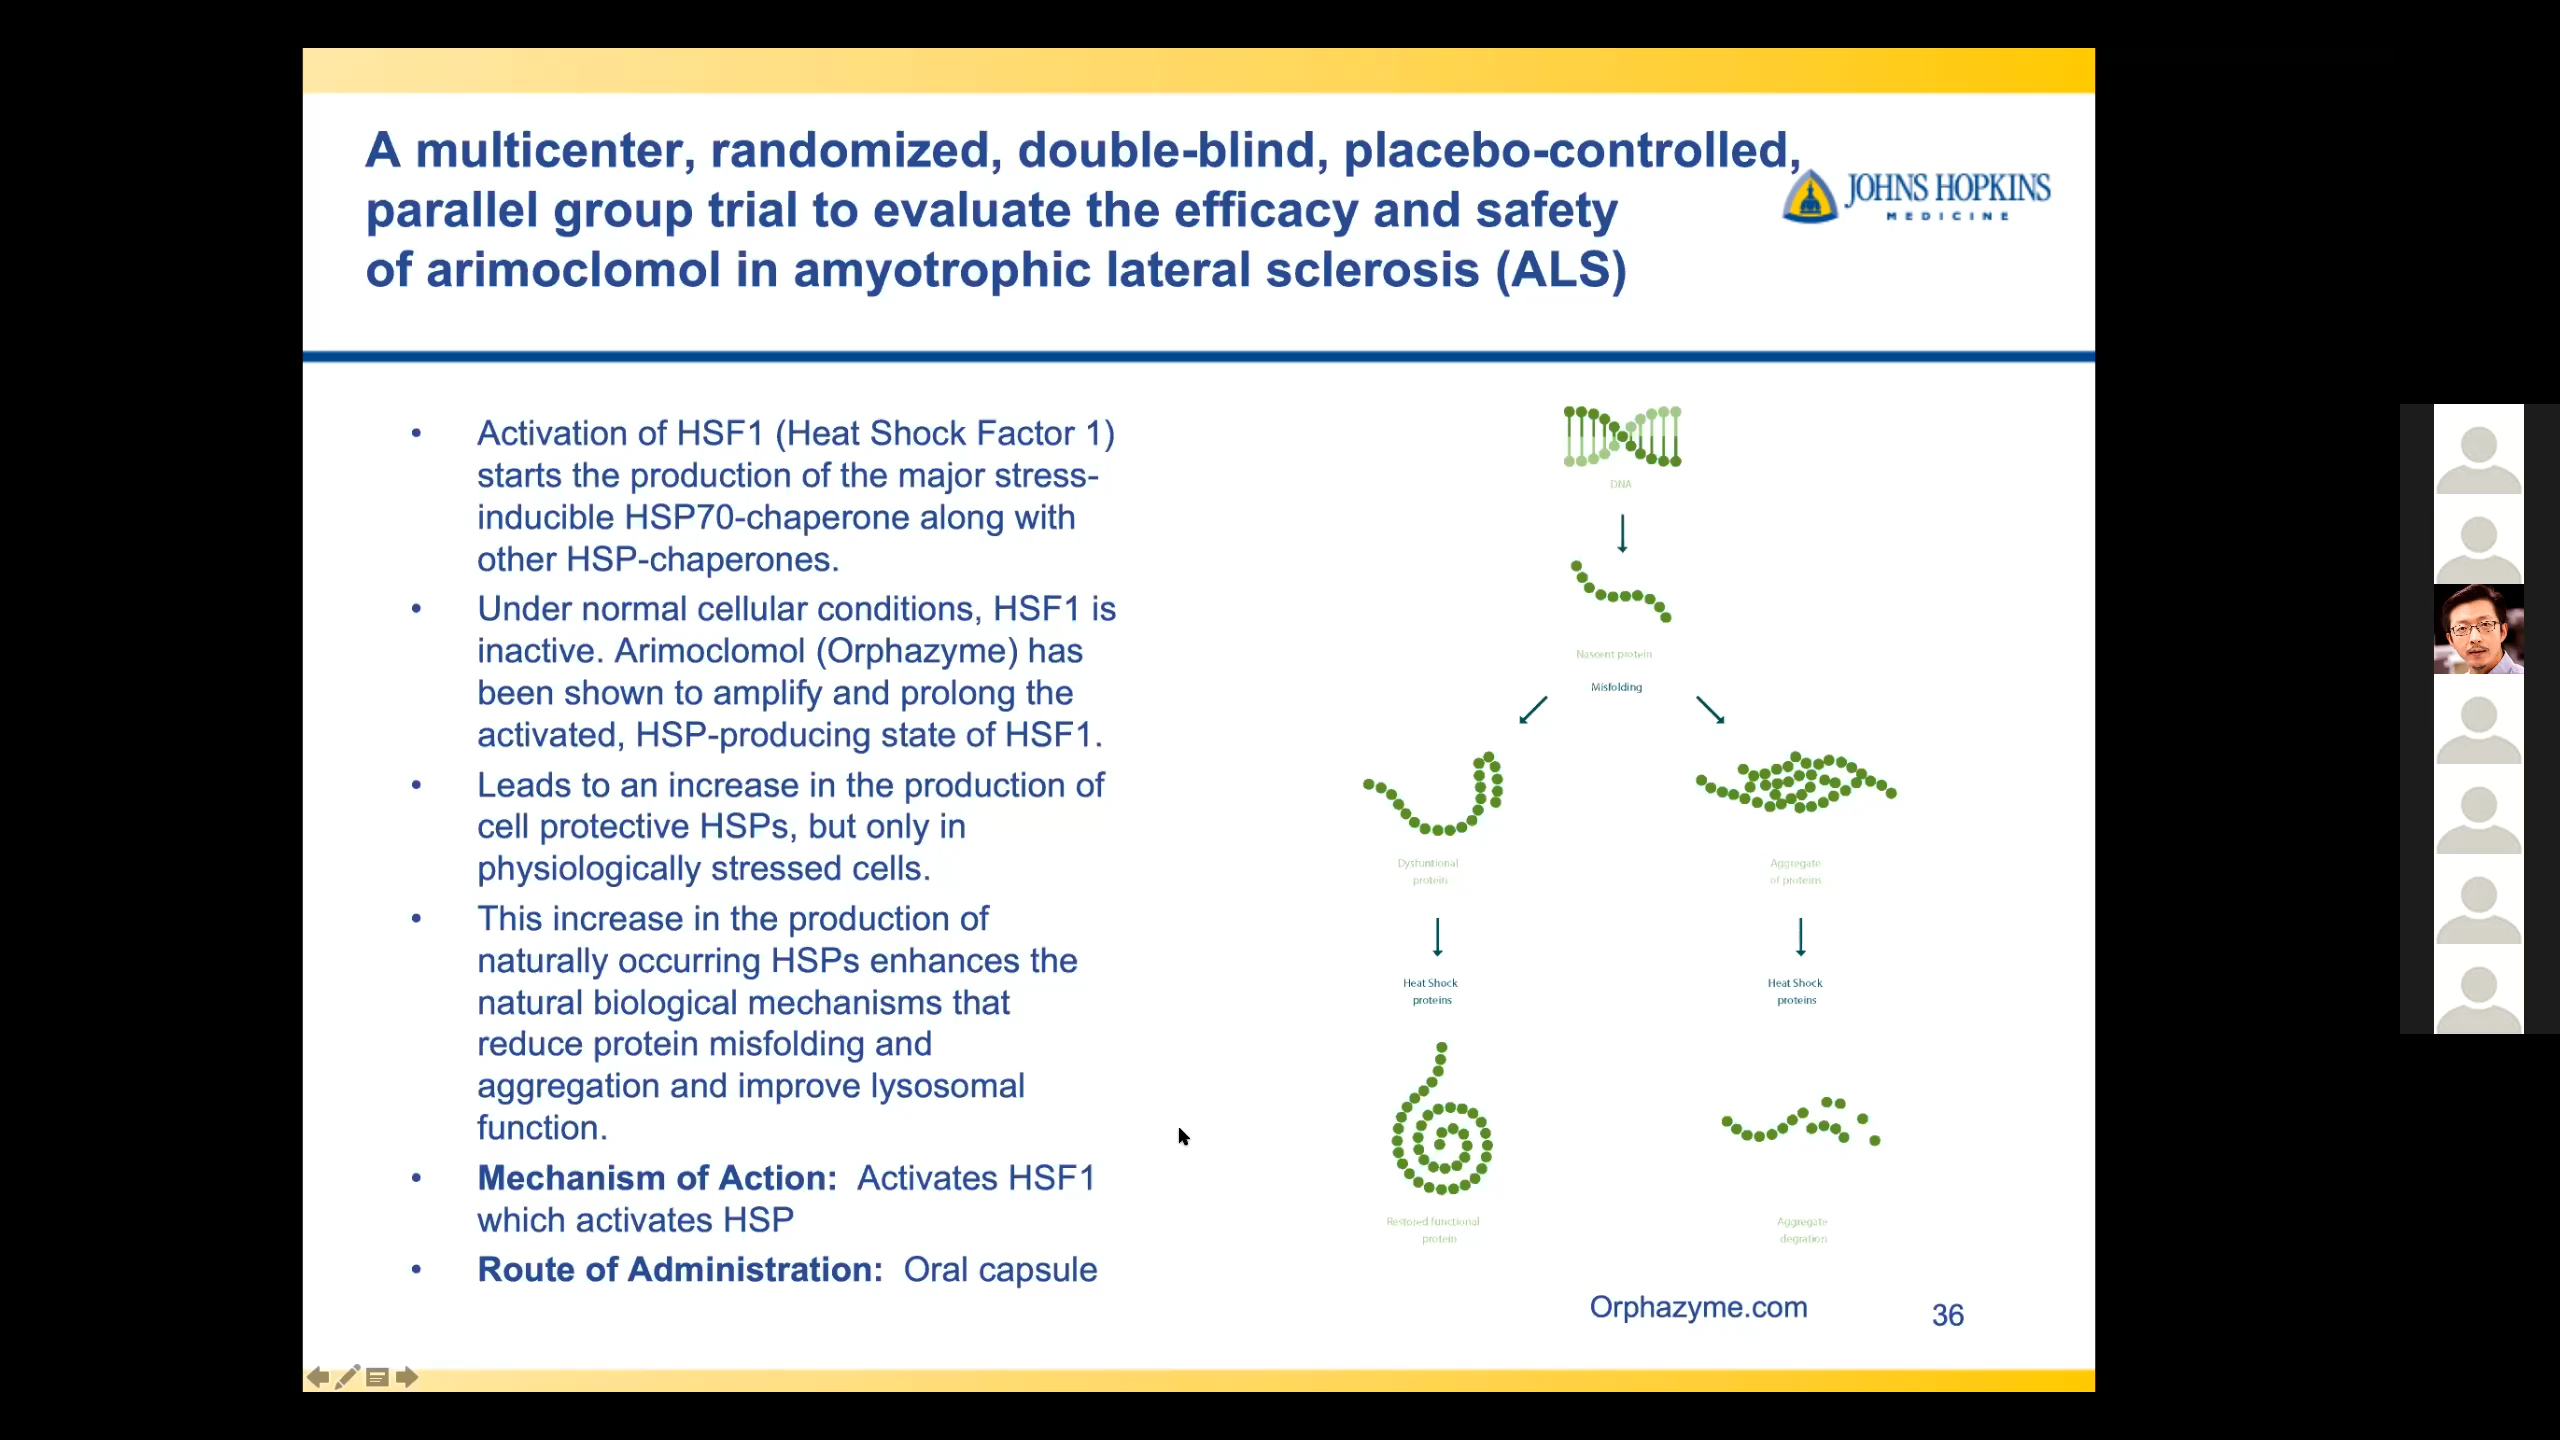 A multicenter, randomized, double-blind, placebo-controlled,
parallel group trial to evaluate the efficacy and safety
of arimoclomol in amyotrophic lateral sclerosis (ALS)
JOHNS HOPKINS
MEDICINE
• Activation of HSF1 (Heat Shock Factor 1)
starts the production of the major stress-
inducible HSP70-chaperone along with
other HSP-chaperones.
• Under normal cellular conditions, HSF1 is
inactive. Arimoclomol (Orphazyme) has
been shown to amplify and prolong the
activated, HSP-producing state of HSF1.
• Leads to an increase in the production of
cell protective HSPs, but only in
physiologically stressed cells.
• This increase in the production of
naturally occurring HSPs enhances the
natural biological mechanisms that
reduce protein misfolding and
aggregation and improve lysosomal
function.
• Mechanism of Action: Activates HSF1
which activates HSP
• Route of Administration: Oral capsule
DNA
Nascent protein
Misfolding
Dysfuntional
protein
Aggregate
of proteins
Heat Shock
proteins
Heat Shock
proteins
Restored functional
protein
Aggregate
degration
Orphazyme.com
36